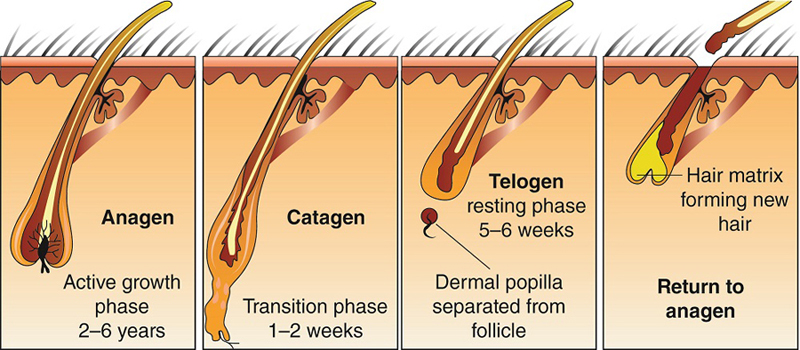 Anagen
Active growth
phase
2–6 years
Catagen
Transition phase
1–2 weeks
Telogen
resting phase
5–6 weeks
Dermal popilla
separated from
follicle
Hair matrix
forming new
hair
Return to
anagen